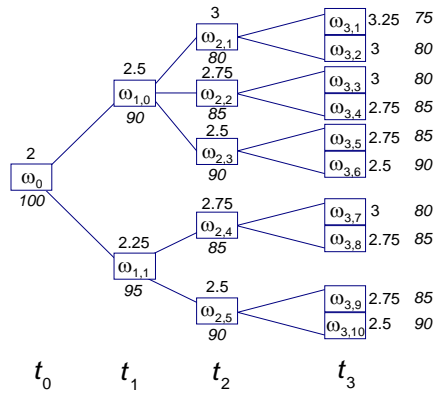 3
ω3,1 3.25 75
ω2,1
80
ω3,2 3 80
2.5
2.75
ω3,3 3 80
ω1,0
ω2,2
90
85
ω3,4 2.75 85
2.5
ω3,5 2.75 85
2
ω2,3
90
ω3,6 2.5 90
ω0
100
2.75
ω3,7 3 80
2.25
ω2,4
85
ω3,8 2.75 85
ω1,1
95
2.5
ω3,9 2.75 85
ω2,5
90
ω3,10 2.5 90
t0 t1 t2 t3